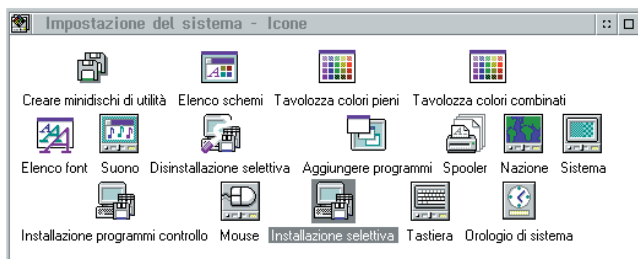 Impostazione del sistema - Icone
Creare minidischi di utilità Elenco schemi Tavolozza colori pieni Tavolozza colori combinati
Elenco font Suono Disinstallazione selettiva Aggiungere programmi Spooler Nazione Sistema
Installazione programmi controllo Mouse Installazione selettiva Tastiera Orologio di sistema